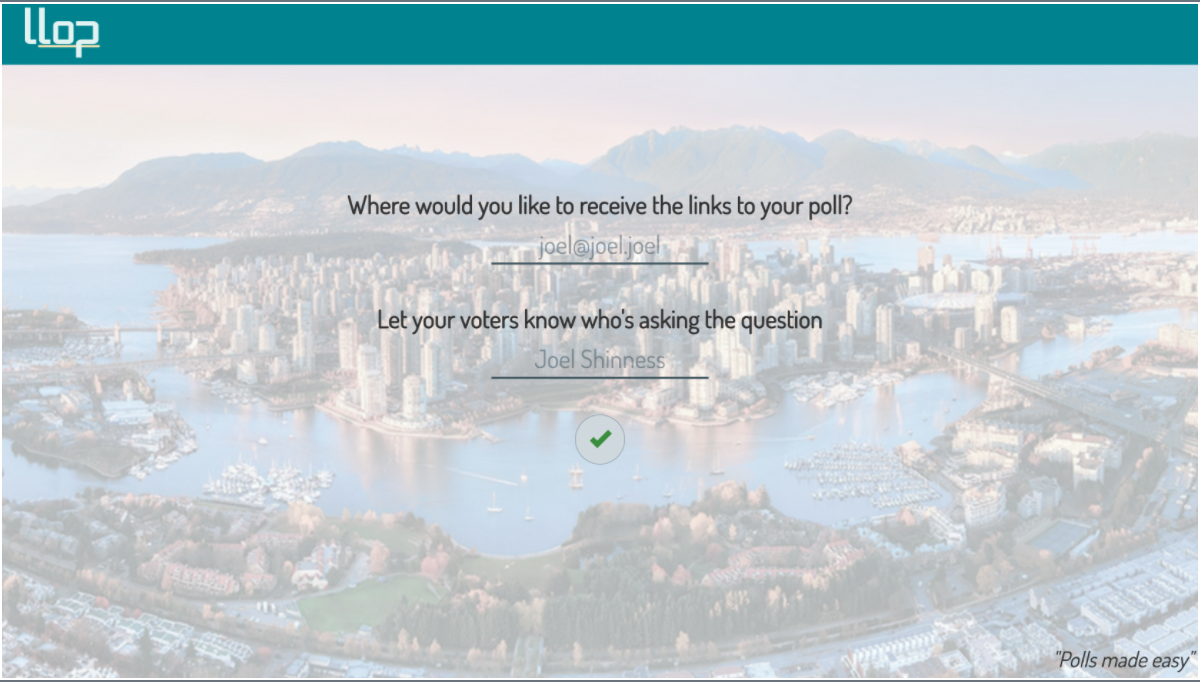 llop
Where would you like to receive the links to your poll?
joel@joel.joel
Let your voters know who's asking the question
Joel Shinness
"Polls made easy"